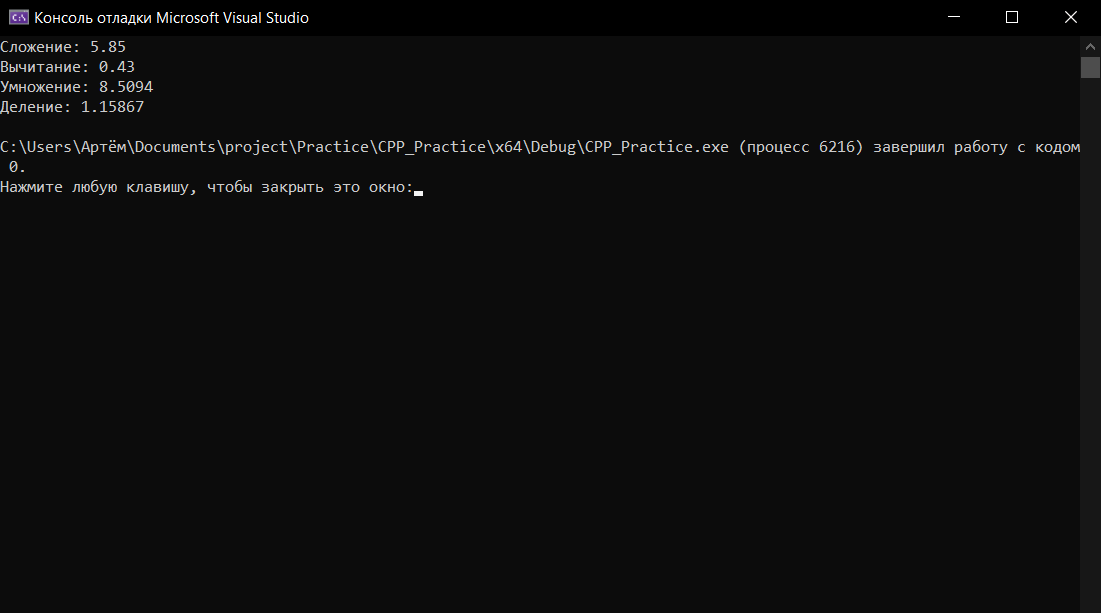 Консоль отладки Microsoft Visual Studio
Сложение: 5.85
Вычитание: 0.43
Умножение: 8.5094
Деление: 1.15867
C:\Users\Артём\Documents\project\Practice\CPP_Practice\x64\Debug\CPP_Practice.exe (процесс 6216) завершил работу с кодом
0.
Нажмите любую клавишу, чтобы закрыть это окно: